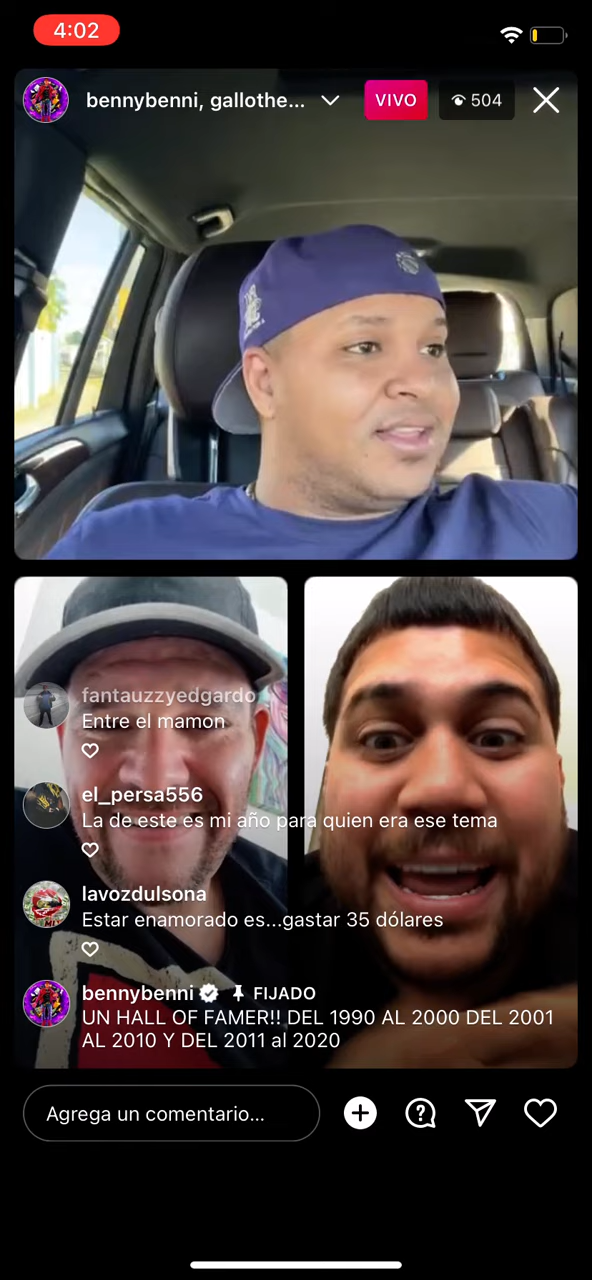 4:02
bennybenni, gallothe...
VIVO
504
fantauzzyedgardo
Entre el mamon
el_persa556
La de este es mi año para quien era ese tema
lavozdulsona
Estar enamorado es...gastar 35 dólares
bennybenni FIJADO
UN HALL OF FAMER!! DEL 1990 AL 2000 DEL 2001
AL 2010 Y DEL 2011 al 2020
Agrega un comentario...